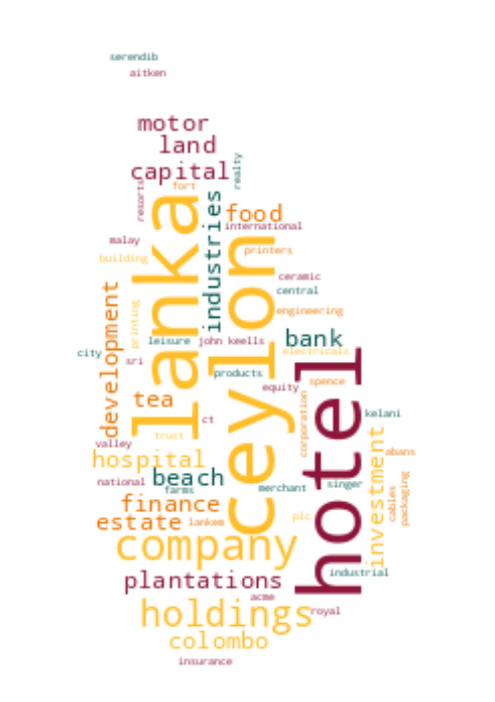 serendib
aitken
motor
land
capital
realty
resorts
fort
lanka
industries
food
international
malay
ceylon
printers
building
ceramic
central
development
printing
engineering
leisure
john keells
bank
city
sri
electricals
products
hotel
equity
spence
tea
corporation
kelani
ct
trust
valley
investment
hospital
abans
beach
national
farms
merchant
singer
cables
packaging
finance
estate
lankem
plc
company
plantations
industrial
acme
holdings
royal
colombo
insurance